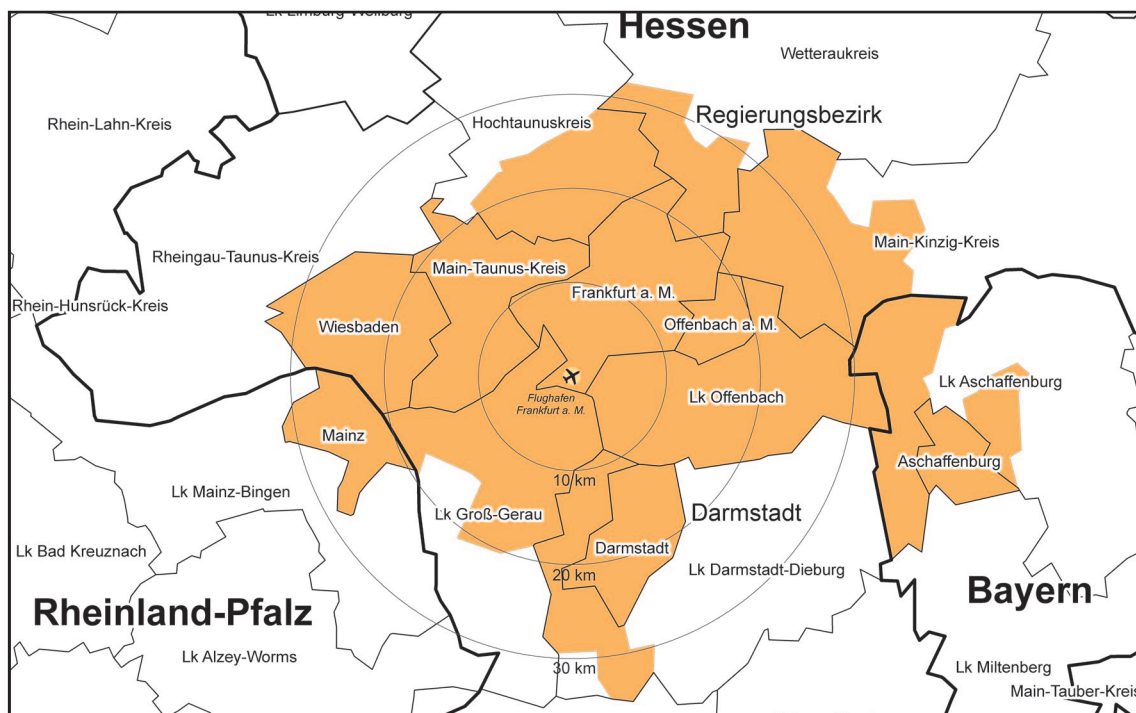 Lk Limburg-Weilburg
Hessen
Wetteraukreis
Rhein-Lahn-Kreis
Hochtaunuskreis
Regierungsbezirk
Main-Kinzig-Kreis
Rheingau-Taunus-Kreis
Main-Taunus-Kreis
Frankfurt a. M.
Rhein-Hunsrück-Kreis
Wiesbaden
Offenbach a. M.
Lk Aschaffenburg
Flughafen
Frankfurt a. M.
Lk Offenbach
Mainz
Aschaffenburg
10 km
Lk Mainz-Bingen
Lk Groß-Gerau
Darmstadt
Lk Bad Kreuznach
Darmstadt
20 km
Lk Darmstadt-Dieburg
Bayern
Rheinland-Pfalz
Lk Alzey-Worms
30 km
Lk Miltenberg
Main-Tauber-Kreis